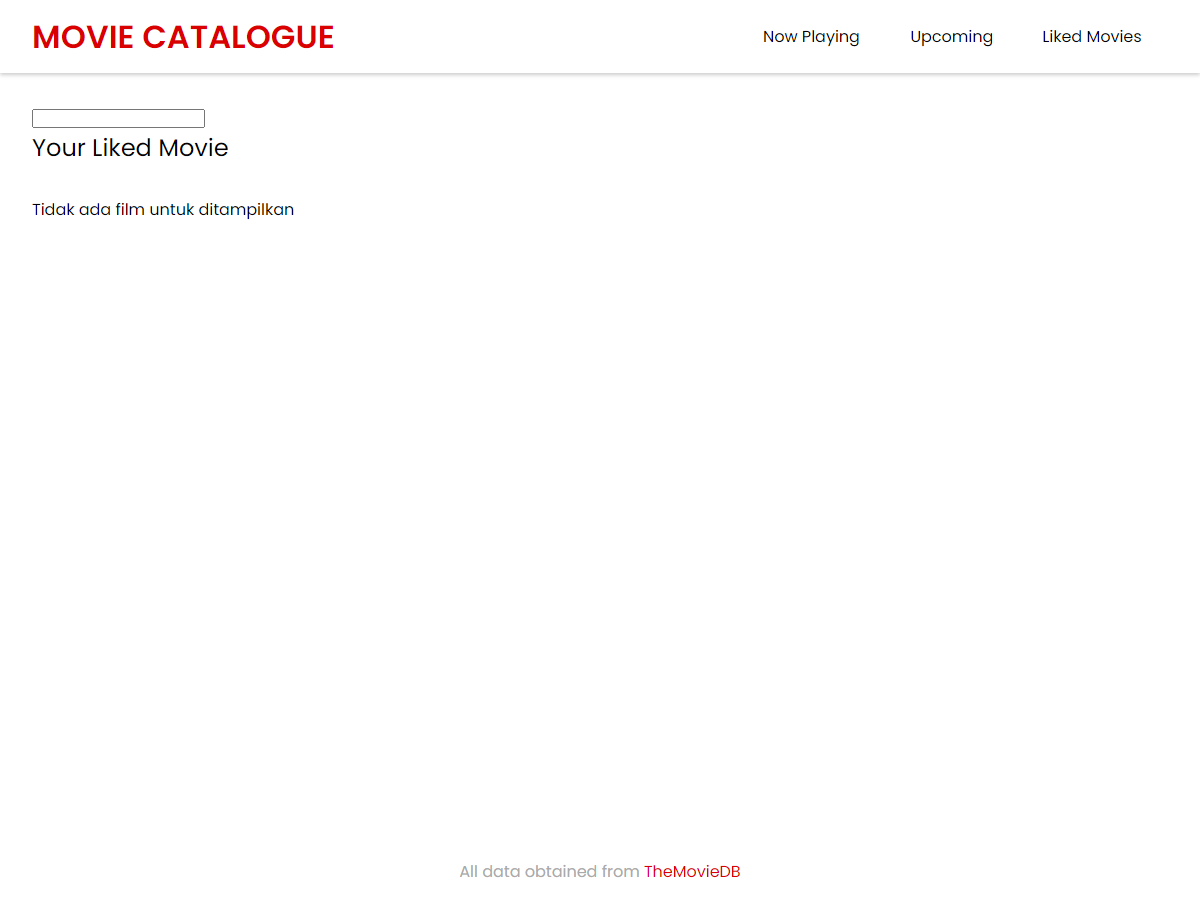 MOVIE CATALOGUE
Now Playing Upcoming Liked Movies
Your Liked Movie
Tidak ada film untuk ditampilkan
All data obtained from TheMovieDB